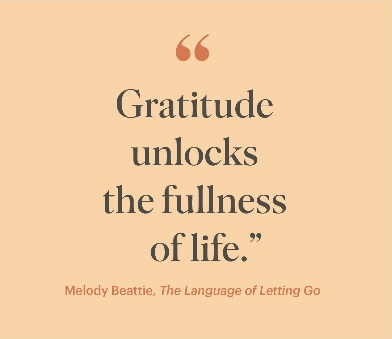 “
Gratitude
unlocks
the fullness
of life.”
Melody Beattie, The Language of Letting Go